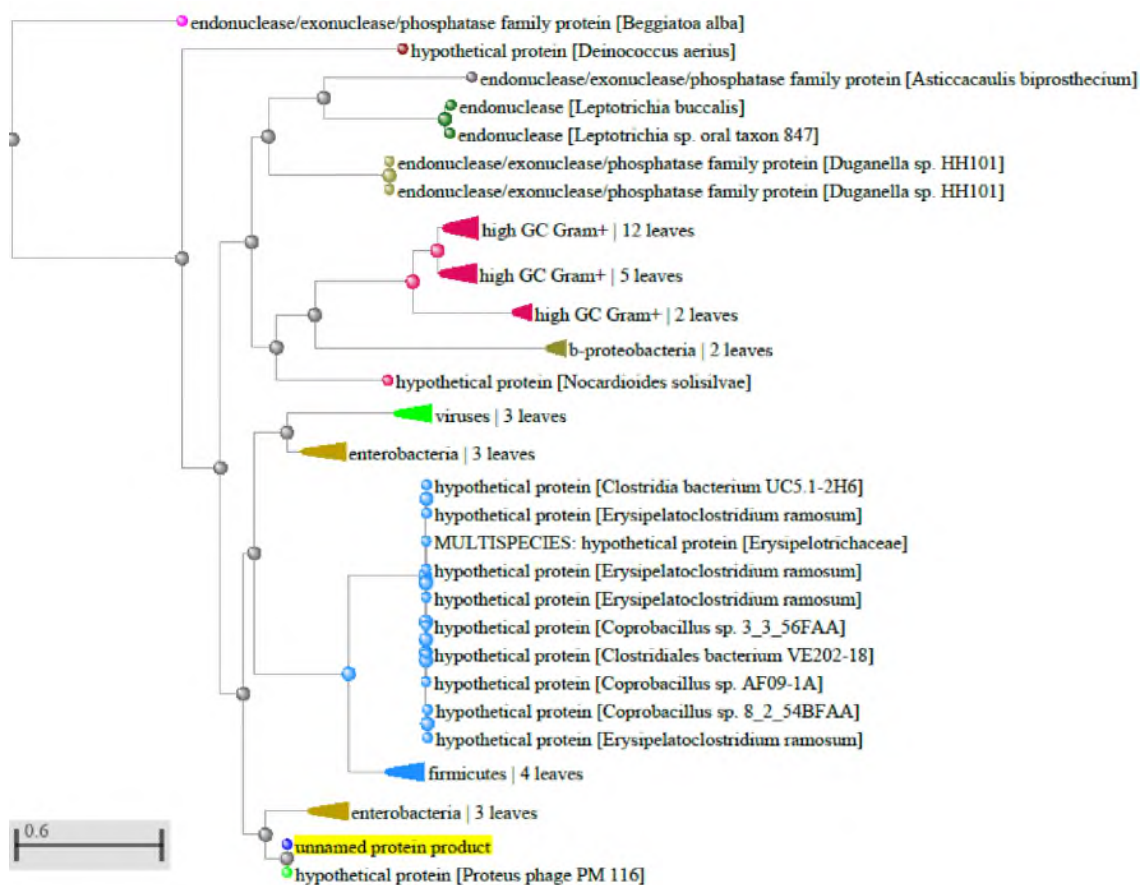 endonuclease/exonuclease/phosphatase family protein [Beggiatoa alba]
hypothetical protein [Deinococcus aerius]
endonuclease/exonuclease/phosphatase family protein [Asticcacaulis biprosthecium]
endonuclease [Leptotrichia buccalis]
endonuclease [Leptotrichia sp. oral taxon 847]
endonuclease/exonuclease/phosphatase family protein [Duganella sp. HH101]
endonuclease/exonuclease/phosphatase family protein [Duganella sp. HH101]
high GC Gram+ | 12 leaves
high GC Gram+ | 5 leaves
high GC Gram+ | 2 leaves
b-proteobacteria | 2 leaves
hypothetical protein [Nocardioides solisilvae]
viruses | 3 leaves
enterobacteria | 3 leaves
hypothetical protein [Clostridia bacterium UC5.1-2H6]
hypothetical protein [Erysipelatoclostridium ramosum]
MULTISPECIES: hypothetical protein [Erysipelotrichaceae]
hypothetical protein [Erysipelatoclostridium ramosum]
hypothetical protein [Erysipelatoclostridium ramosum]
hypothetical protein [Coprobacillus sp. 3_3_56FAA]
hypothetical protein [Clostridiales bacterium VE202-18]
hypothetical protein [Coprobacillus sp. AF09-1A]
hypothetical protein [Coprobacillus sp. 8_2_54BFAA]
hypothetical protein [Erysipelatoclostridium ramosum]
firmicutes | 4 leaves
enterobacteria | 3 leaves
0.6
unnamed protein product
hypothetical protein [Proteus phage PM 116]